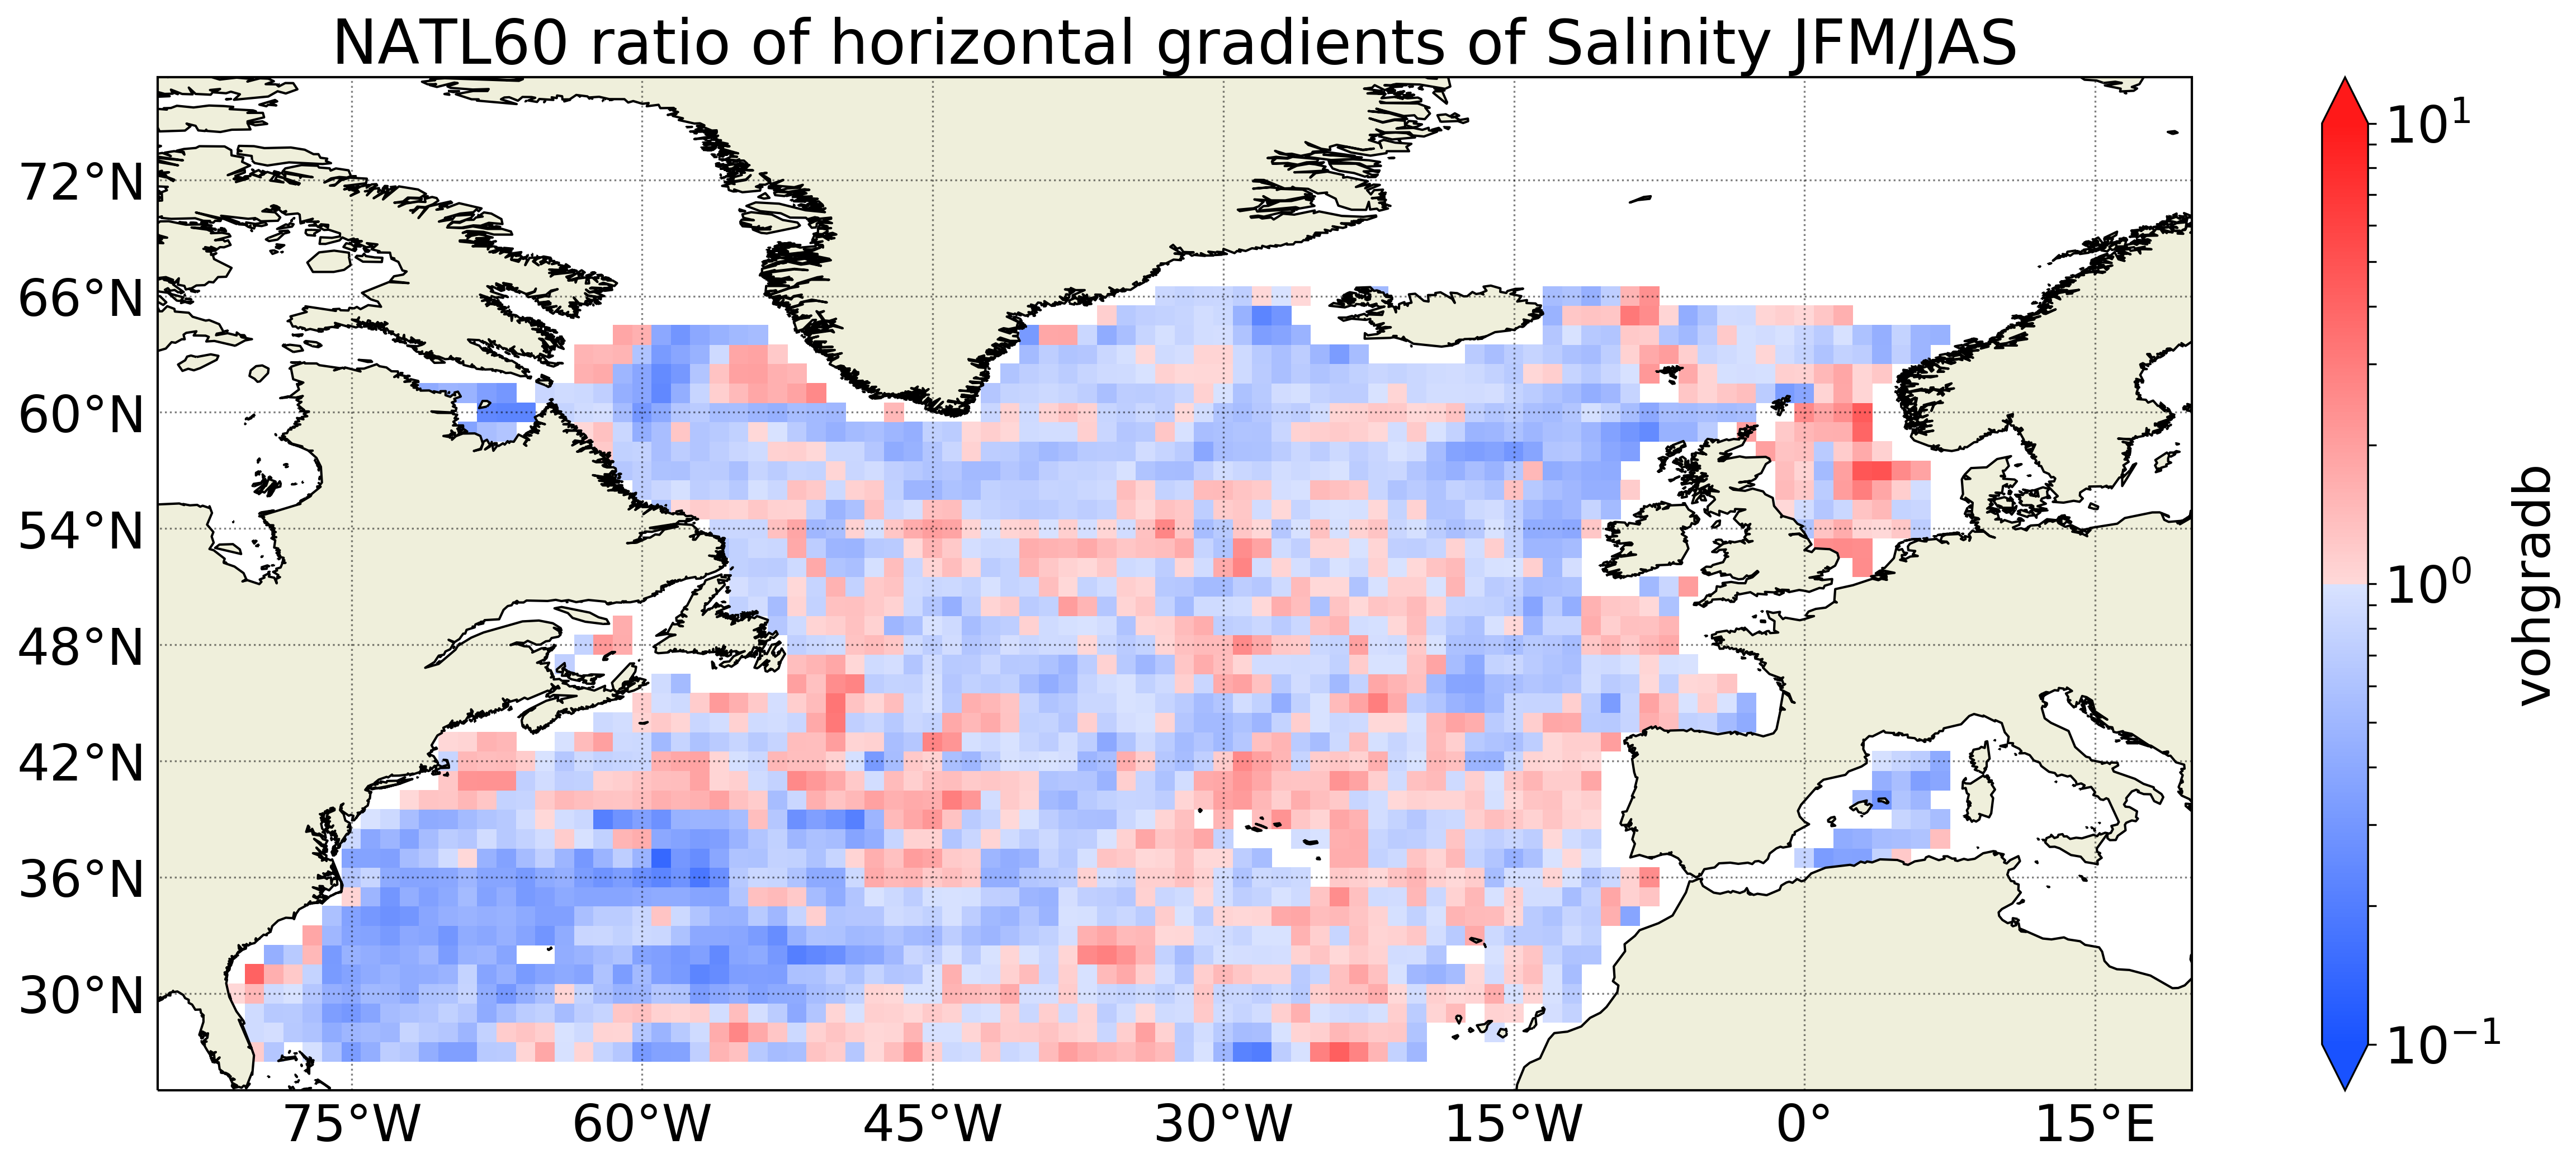 NATL60 ratio of horizontal gradients of Salinity JFM/JAS
72°N
66°N
60°N
54°N
48°N
42°N
36°N
30°N
75°W
60°W
45°W
30°W
15°W
0°
15°E
10¹
10⁰
10⁻¹
vohgradb